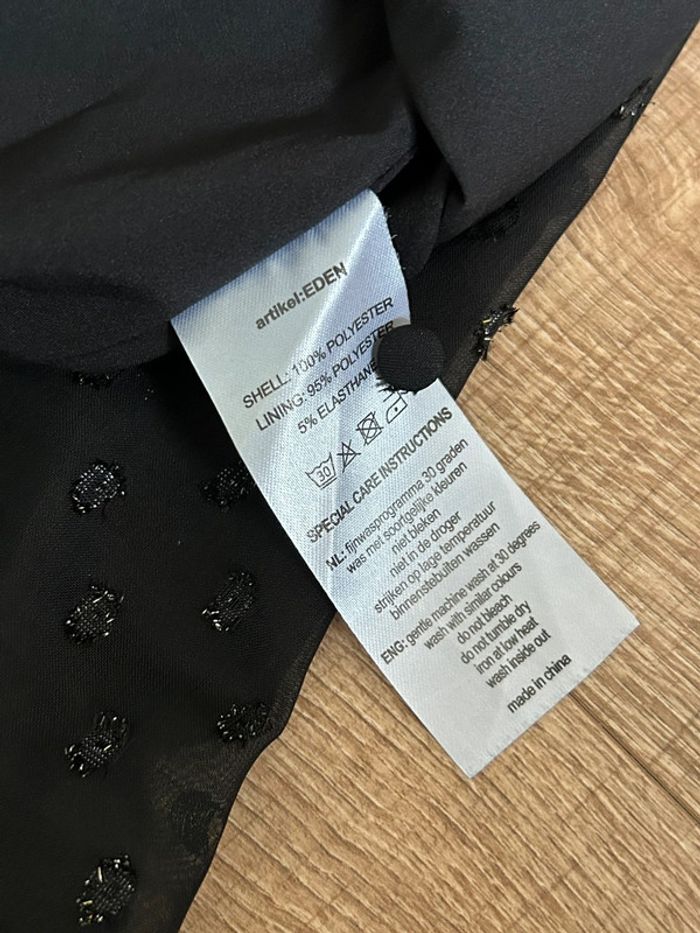 artikel:EDEN
SHELL: 100% POLYESTER
LINING: 95% POLYESTER
5% ELASTHANE
30
SPECIAL CARE INSTRUCTIONS
NL: fijnwasprogramma 30 graden
was met soortgelijke kleuren
niet bleken
niet in de droger
strijken op lage temperatuur
binnenstebuiten wassen
ENG: gentle machine wash at 30 degrees
wash with similar colours
do not bleach
do not tumble dry
iron at low heat
wash inside out
made in china